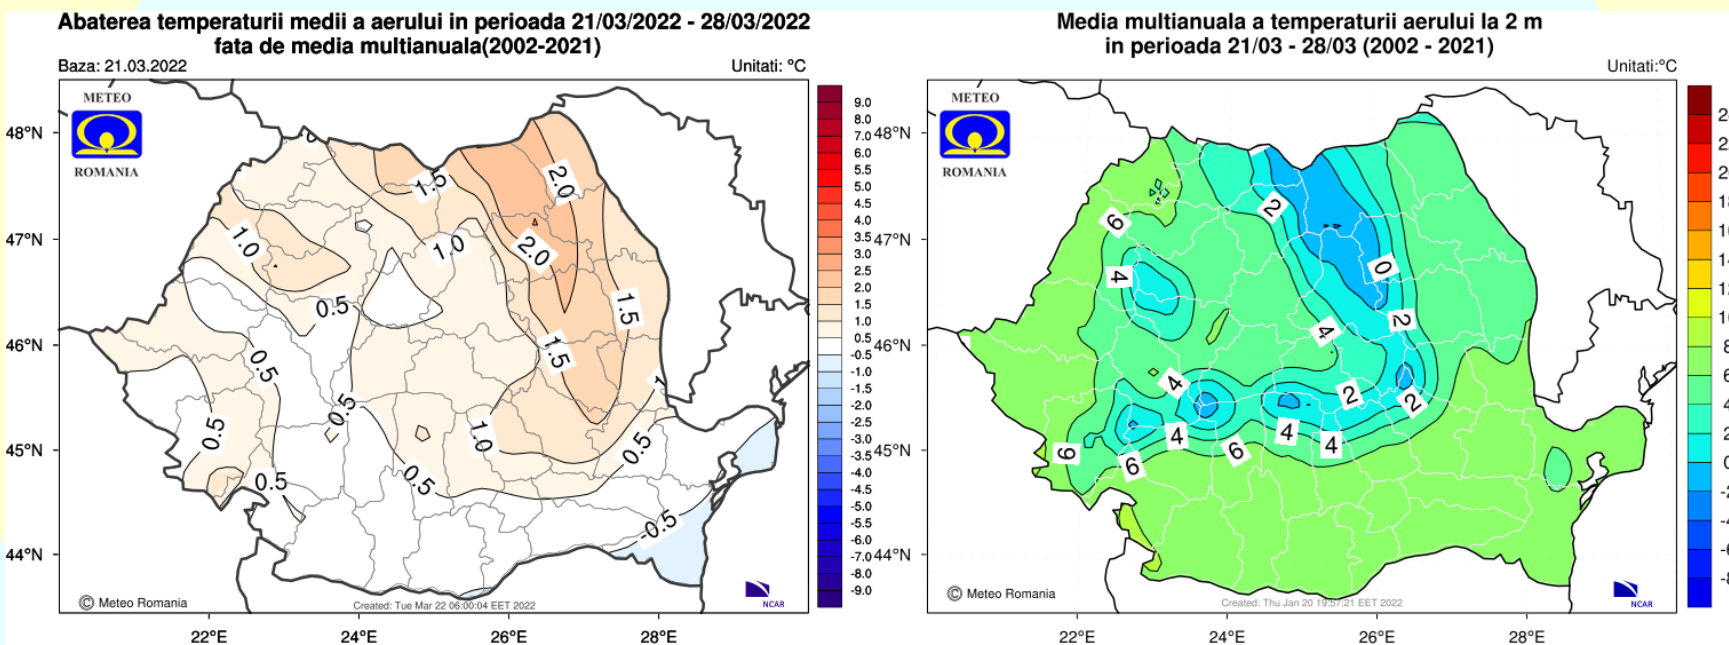 Abaterea temperaturii medii a aerului in perioada 21/03/2022 - 28/03/2022
fata de media multianuala(2002-2021)
Baza: 21.03.2022
Unitati: °C
METEO
ROMANIA
48°N
47°N
46°N
45°N
44°N
22°E
24°E
26°E
28°E
1.5
2.0
1.0
1.0
2.0
0.5
1.5
0.5
1.5
0.5
0.5
1.0
0.5
0.5
0.5
-0.5
© Meteo Romania
Created: Tue Mar 22 06:00:04 EET 2022
NCAR
9.0
8.0
7.0
6.0
5.5
5.0
4.5
4.0
3.5
3.0
2.5
2.0
1.5
1.0
0.5
-0.5
-1.0
-1.5
-2.0
-2.5
-3.0
-3.5
-4.0
-4.5
-5.0
-5.5
-6.0
-7.0
-8.0
-9.0
Media multianuala a temperaturii aerului la 2 m
in perioada 21/03 - 28/03 (2002 - 2021)
Unitati:°C
METEO
ROMANIA
48°N
47°N
46°N
45°N
44°N
22°E
24°E
26°E
28°E
2
6
4
0
2
4
4
2
2
6
4
4
4
6
6
© Meteo Romania
Created: Thu Jan 20 19:57:21 EET 2022
NCAR
8
6
4
2
0